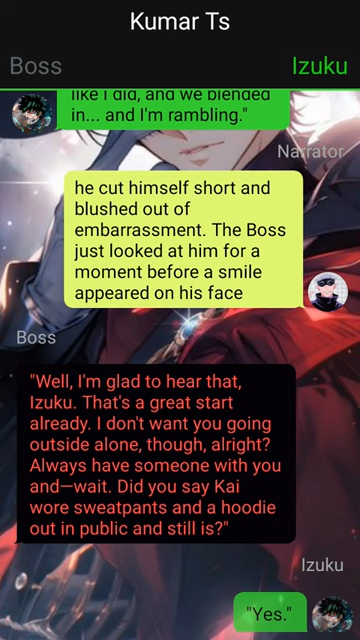 Kumar Ts
Boss
Izuku
like I did, and we blended
in... and I'm rambling."
Narrator
he cut himself short and
blushed out of
embarrassment. The Boss
just looked at him for a
moment before a smile
appeared on his face
Boss
"Well, I'm glad to hear that,
Izuku. That's a great start
already. I don't want you going
outside alone, though, alright?
Always have someone with you
and—wait. Did you say Kai
wore sweatpants and a hoodie
out in public and still is?"
Izuku
"Yes."